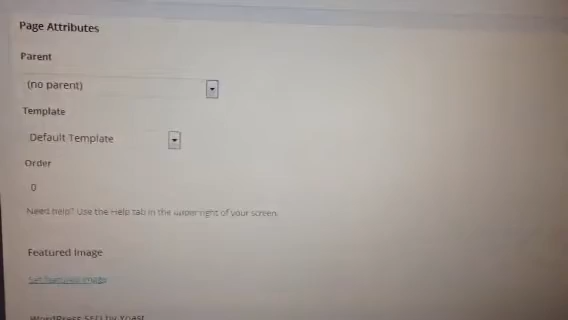 Page Attributes
Parent
(no parent)
Template
Default Template
Order
0
Need help? Use the Help tab in the upper right of your screen.
Featured Image
Set featured image
WordPress SEO by Yoast